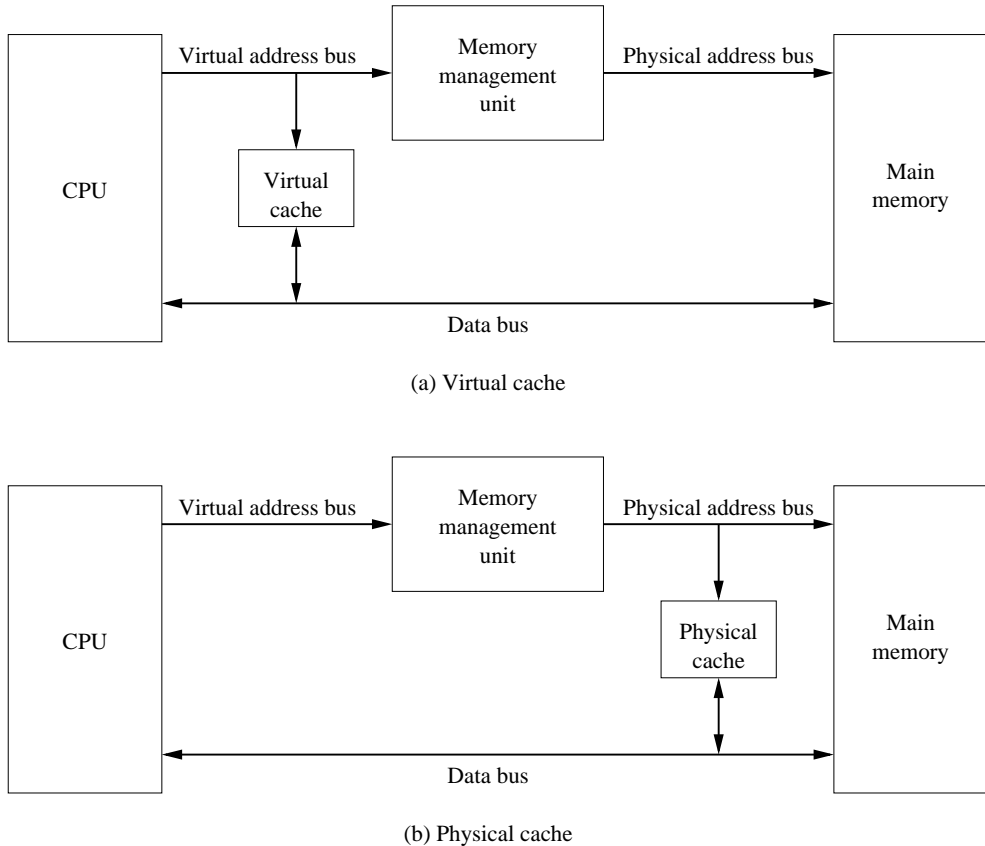 Virtual address bus
Memory
management
unit
Physical address bus
CPU
Virtual
cache
Main
memory
Data bus
(a) Virtual cache
Virtual address bus
Memory
management
unit
Physical address bus
CPU
Physical
cache
Main
memory
Data bus
(b) Physical cache